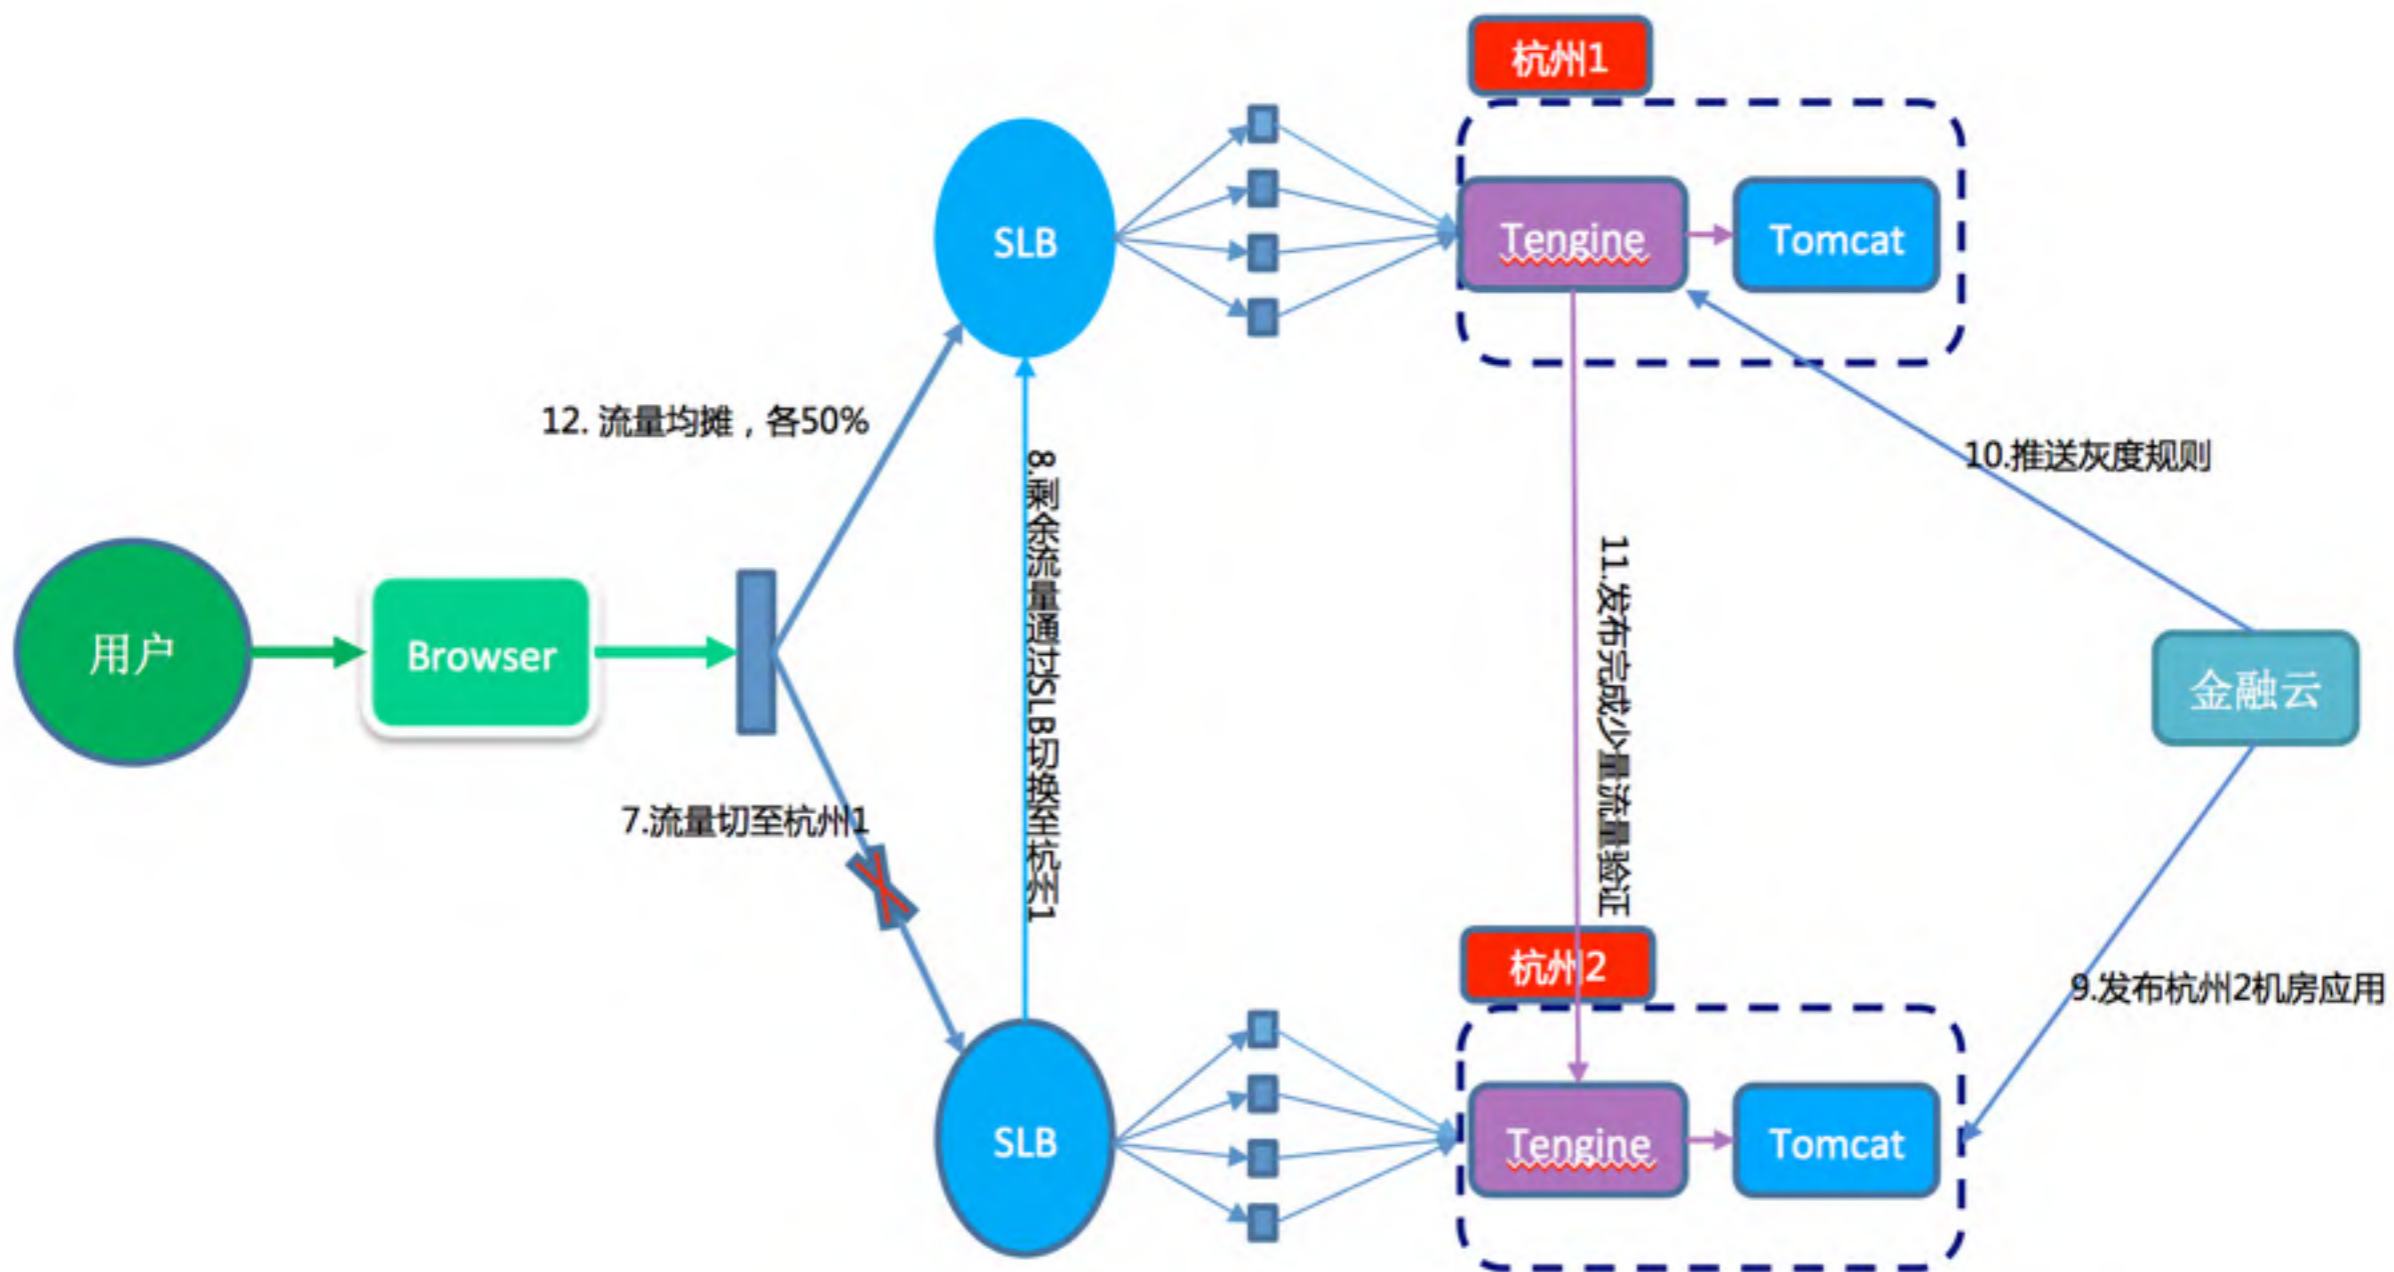 杭州1
SLB
Tengine
Tomcat
12. 流量均摊，各50%
10.推送灰度规则
8.剩余流量通过SLB切换至杭州1
11.发布完成少量流量验证
用户
Browser
金融云
7.流量切至杭州1
杭州2
9.发布杭州2机房应用
SLB
Tengine
Tomcat